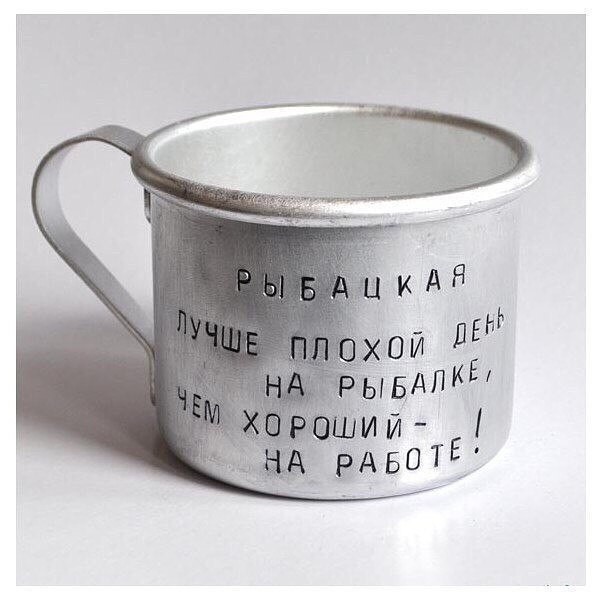 РЫБАЦКАЯ
ЛУЧШЕ ПЛОХОЙ ДЕНЬ
НА РЫБАЛКЕ,
ЧЕМ ХОРОШИЙ -
НА РАБОТЕ!